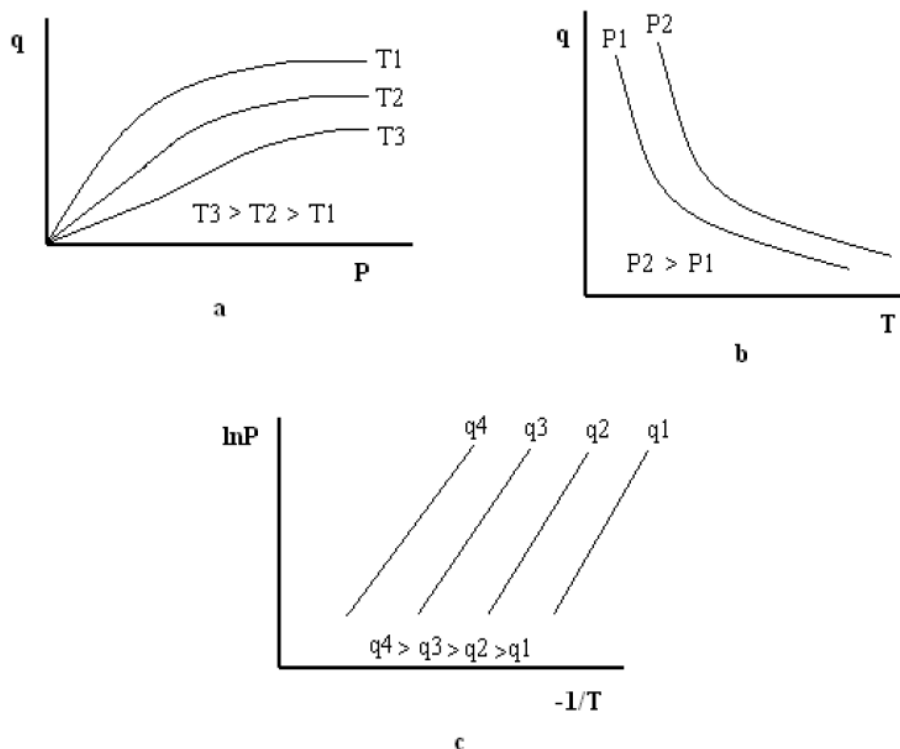 q
T1
T2
T3
T3 > T2 > T1
P
a
q
P1
P2
P2 > P1
T
b
lnP
q4
q3
q2
q1
q4 > q3 > q2 >q1
-1/T
c